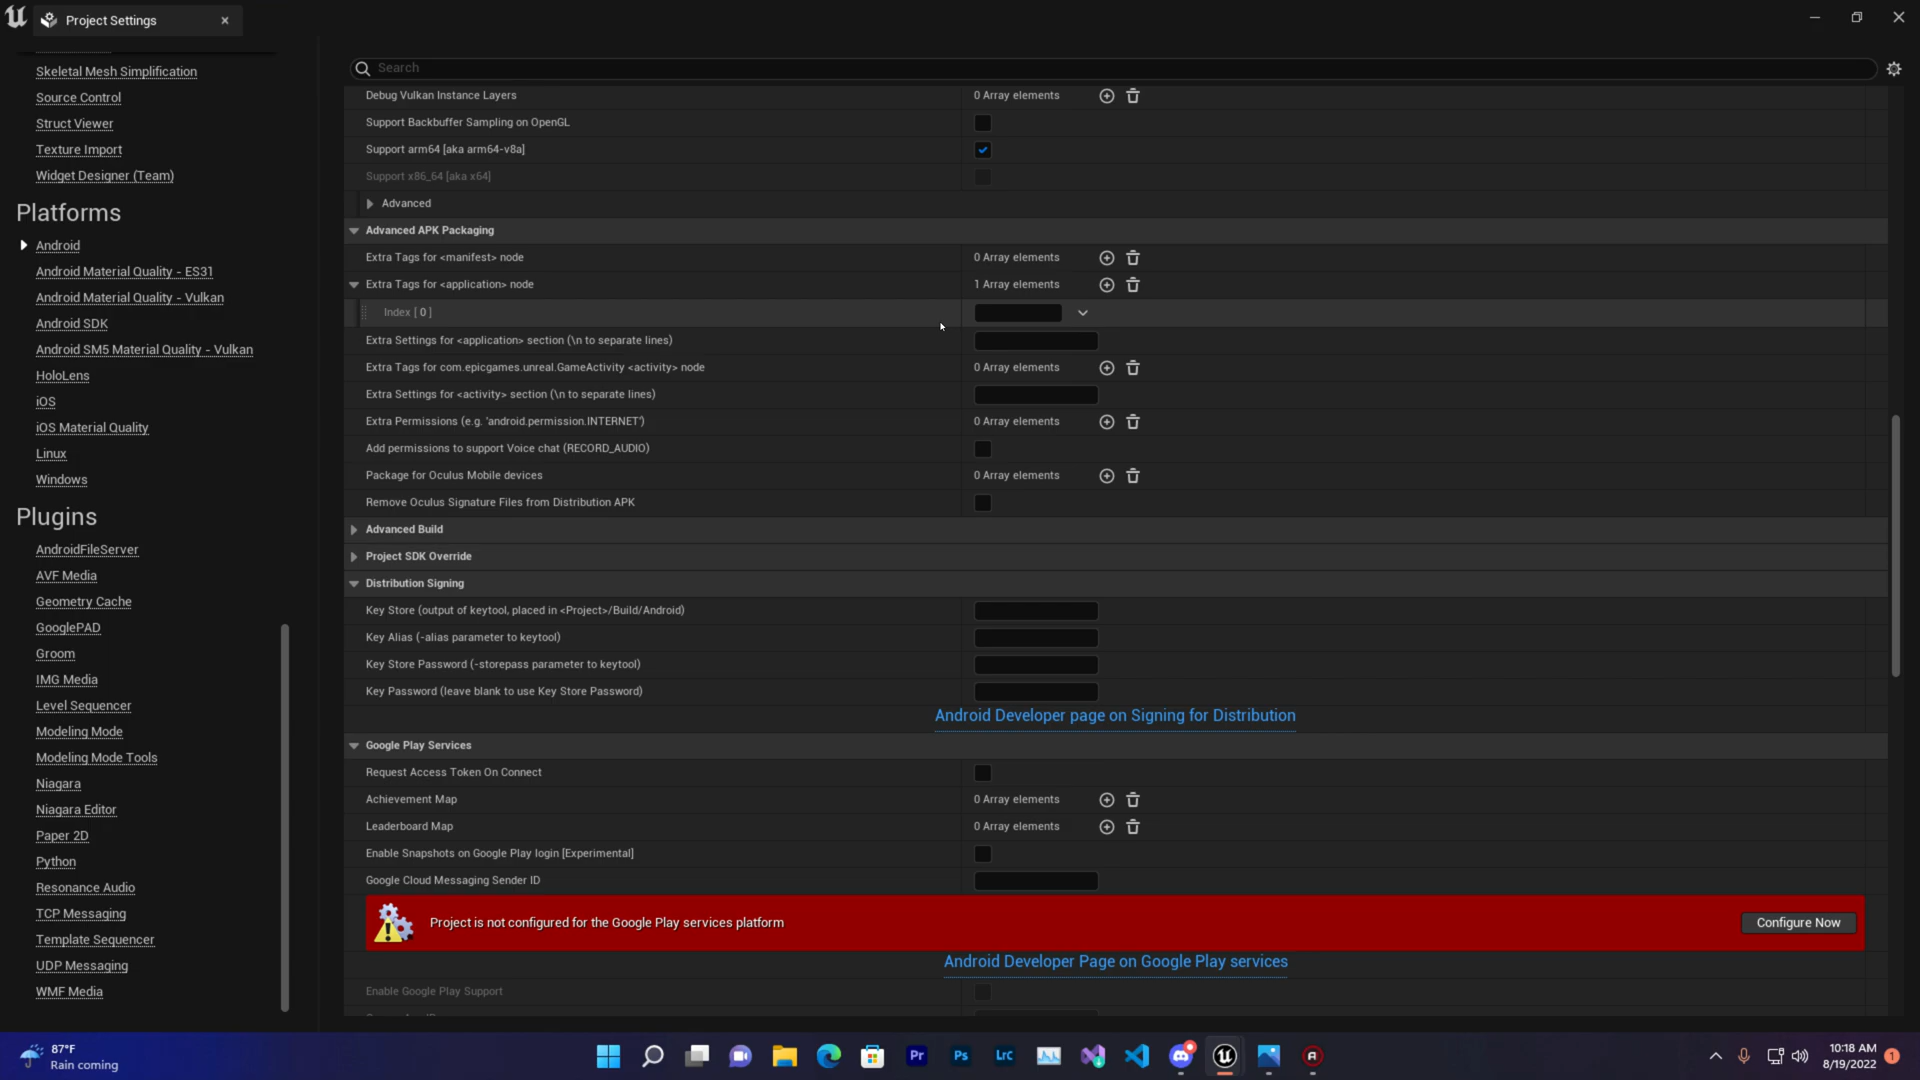 Project Settings
Skeletal Mesh Simplification
Source Control
Struct Viewer
Texture Import
Widget Designer (Team)
Platforms
Android
Android Material Quality - ES31
Android Material Quality - Vulkan
Android SDK
Android SM5 Material Quality - Vulkan
HoloLens
iOS
iOS Material Quality
Linux
Windows
Plugins
AndroidFileServer
AVF Media
Geometry Cache
GooglePAD
Groom
IMG Media
Level Sequencer
Modeling Mode
Modeling Mode Tools
Niagara
Niagara Editor
Paper 2D
Python
Resonance Audio
TCP Messaging
Template Sequencer
UDP Messaging
WMF Media
Search
Debug Vulkan Instance Layers 0 Array elements
Support Backbuffer Sampling on OpenGL
Support arm64 [aka arm64-v8a]
Support x86_64 [aka x64]
Advanced
Advanced APK Packaging
Extra Tags for <manifest> node 0 Array elements
Extra Tags for <application> node 1 Array elements
Index [ 0 ]
Extra Settings for <application> section (\n to separate lines)
Extra Tags for com.epicgames.unreal.GameActivity <activity> node 0 Array elements
Extra Settings for <activity> section (\n to separate lines)
Extra Permissions (e.g. 'android.permission.INTERNET') 0 Array elements
Add permissions to support Voice chat (RECORD_AUDIO)
Package for Oculus Mobile devices 0 Array elements
Remove Oculus Signature Files from Distribution APK
Advanced Build
Project SDK Override
Distribution Signing
Key Store (output of keytool, placed in <Project>/Build/Android)
Key Alias (-alias parameter to keytool)
Key Store Password (-storepass parameter to keytool)
Key Password (leave blank to use Key Store Password)
Android Developer page on Signing for Distribution
Google Play Services
Request Access Token On Connect
Achievement Map 0 Array elements
Leaderboard Map 0 Array elements
Enable Snapshots on Google Play login [Experimental]
Google Cloud Messaging Sender ID
Project is not configured for the Google Play services platform Configure Now
Android Developer Page on Google Play services
Enable Google Play Support
87°F
Rain coming
Pr
Ps
Lrc
10:18 AM
8/19/2022
1